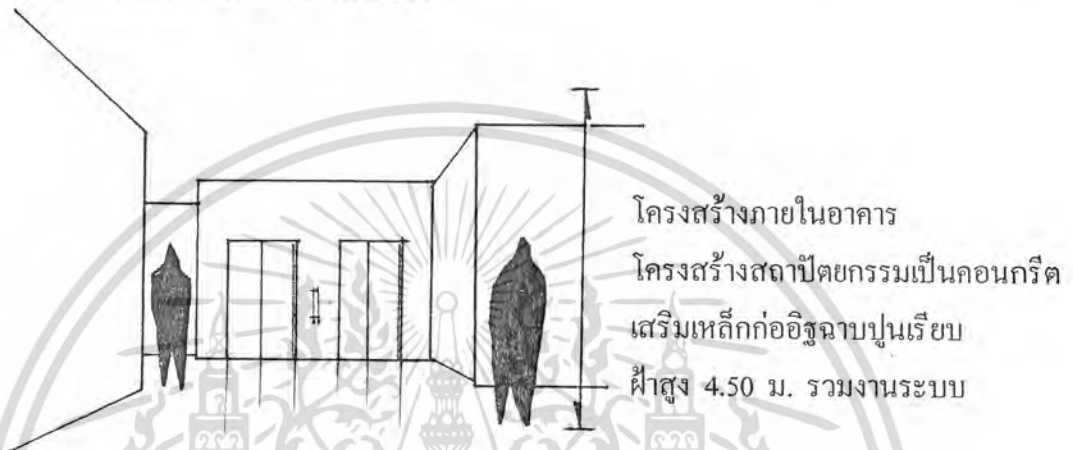 โครงสร้างภายในอาคาร
โครงสร้างสถาปัตยกรรมเป็นคอนกรีต
เสริมเหล็กก่ออิฐฉาบปูนเรียบ
ฝ้าสูง 4.50 ม. รวมงานระบบ